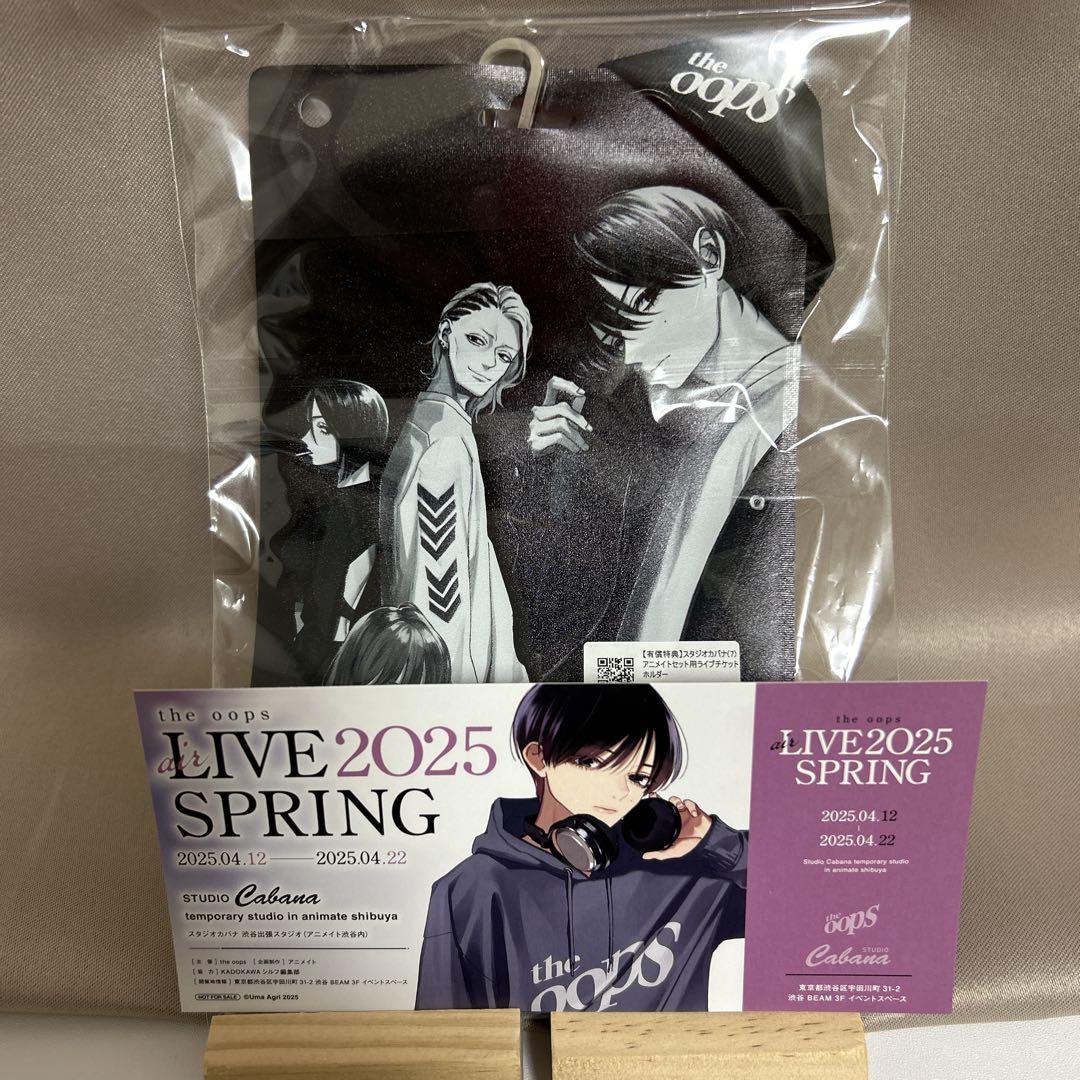 the
oops
【有償特典】スタジオカバナ(7)
アニメイトセット用ライブチケット
ホルダー
the oops
air LIVE 2025
SPRING
2025.04.12 — 2025.04.22
STUDIO Cabana
temporary studio in animate shibuya
スタジオカバナ 渋谷出張スタジオ(アニメイト渋谷内)
[主 催] the oops [企画制作] アニメイト
[協 力] KADOKAWA シルフ編集部
[開催地情報] 東京都渋谷区宇田川町 31-2 渋谷 BEAM 3F イベントスペース
NOT FOR SALE ©Uma Agri 2025
the
oops
the oops
air LIVE2025
SPRING
2025.04.12
|
2025.04.22
Studio Cabana temporary studio
in animate shibuya
the
oops
STUDIO
Cabana
東京都渋谷区宇田川町 31-2
渋谷 BEAM 3F イベントスペース